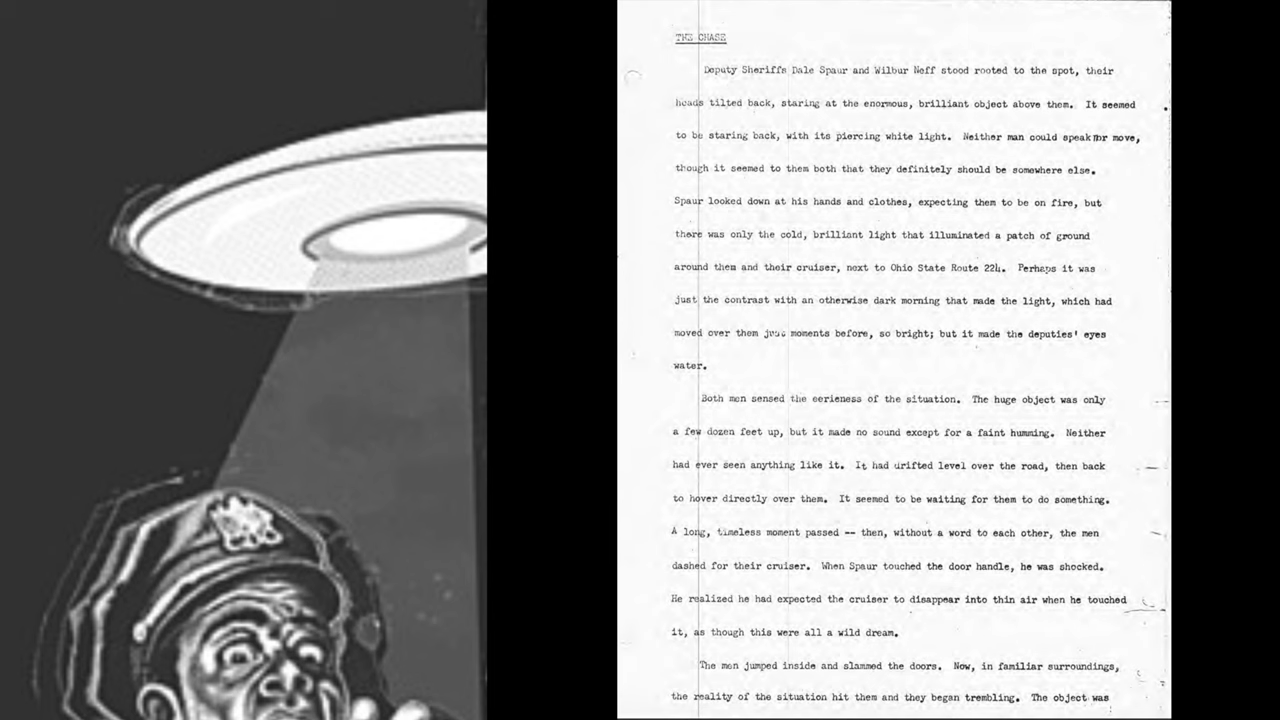 THE CHASE
Deputy Sheriffs Dale Spaur and Wilbur Neff stood rooted to the spot, their
heads tilted back, staring at the enormous, brilliant object above them. It seemed
to be staring back, with its piercing white light. Neither man could speak nor move,
though it seemed to them both that they definitely should be somewhere else.
Spaur looked down at his hands and clothes, expecting them to be on fire, but
there was only the cold, brilliant light that illuminated a patch of ground
around them and their cruiser, next to Ohio State Route 224. Perhaps it was
just the contrast with an otherwise dark morning that made the light, which had
moved over them just moments before, so bright; but it made the deputies' eyes
water.
Both men sensed the eerieness of the situation. The huge object was only
a few dozen feet up, but it made no sound except for a faint humming. Neither
had ever seen anything like it. It had drifted level over the road, then back
to hover directly over them. It seemed to be waiting for them to do something.
A long, timeless moment passed -- then, without a word to each other, the men
dashed for their cruiser. When Spaur touched the door handle, he was shocked.
He realized he had expected the cruiser to disappear into thin air when he touched
it, as though this were all a wild dream.
The men jumped inside and slammed the doors. Now, in familiar surroundings,
the reality of the situation hit them and they began trembling. The object was